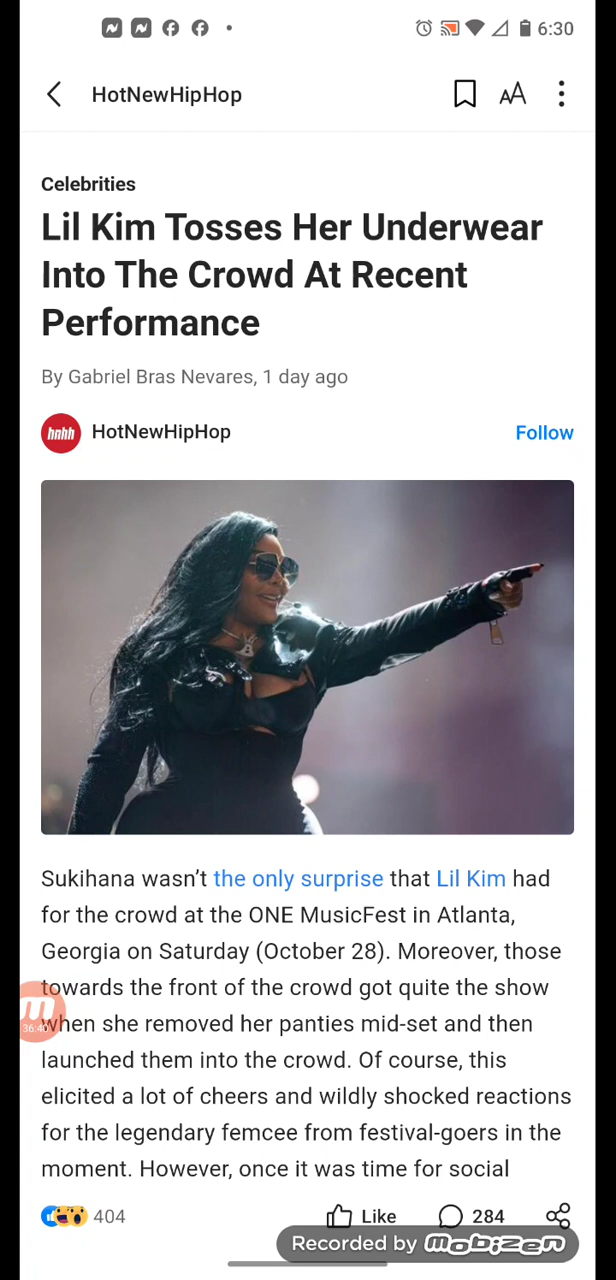 6:30
HotNewHipHop
AA
Celebrities
Lil Kim Tosses Her Underwear
Into The Crowd At Recent
Performance
By Gabriel Bras Nevares, 1 day ago
hnhh
HotNewHipHop
Follow
Sukihana wasn't the only surprise that Lil Kim had
for the crowd at the ONE MusicFest in Atlanta,
Georgia on Saturday (October 28). Moreover, those
towards the front of the crowd got quite the show
when she removed her panties mid-set and then
launched them into the crowd. Of course, this
elicited a lot of cheers and wildly shocked reactions
for the legendary femcee from festival-goers in the
moment. However, once it was time for social
404
Like
284
Recorded by mobizen